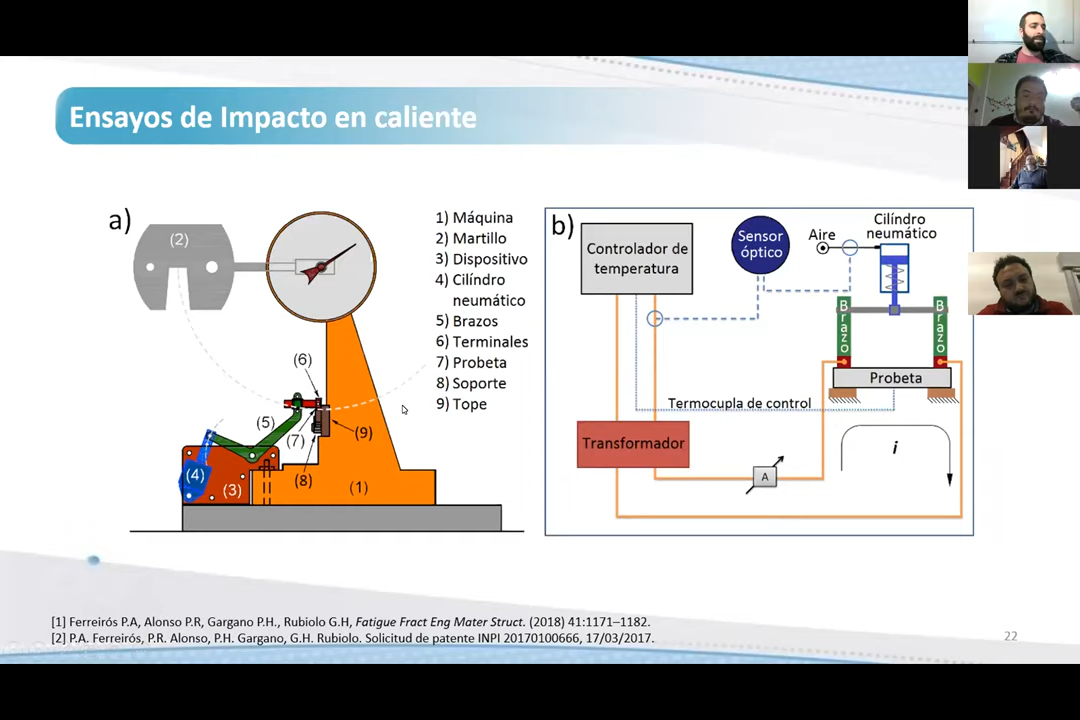 Ensayos de Impacto en caliente
a)
(2)
(6)
(5)
(7)
(9)
(4)
(3)
(8)
(1)
1) Máquina
2) Martillo
3) Dispositivo
4) Cilíndro
neumático
5) Brazos
6) Terminales
7) Probeta
8) Soporte
9) Tope
b)
Controlador de
temperatura
Sensor
óptico
Aire
Cilíndro
neumático
Brazo
Brazo
Probeta
Termocupla de control
Transformador
A
i
[1] Ferreirós P.A, Alonso P.R, Gargano P.H., Rubiolo G.H, Fatigue Fract Eng Mater Struct. (2018) 41:1171–1182.
[2] P.A. Ferreirós, P.R. Alonso, P.H. Gargano, G.H. Rubiolo. Solicitud de patente INPI 20170100666, 17/03/2017.
22